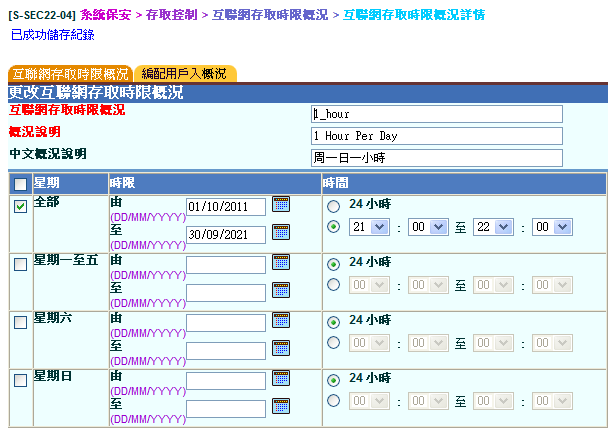 [S-SEC22-04] 系統保安 > 存取控制 > 互聯網存取時限概況 > 互聯網存取時限概況詳情
已成功儲存紀錄
互聯網存取時限概況 編配用戶入概況
更改互聯網存取時限概況
互聯網存取時限概況 1_hour
概況說明 1 Hour Per Day
中文概況說明 周一日一小時
星期 時限 時間
全部 由 (DD/MM/YYYY) 01/10/2011 24 小時
至 (DD/MM/YYYY) 30/09/2021 21 : 00 至 22 : 00
星期一至五 由 (DD/MM/YYYY) 24 小時
至 (DD/MM/YYYY) 00 : 00 至 00 : 00
星期六 由 (DD/MM/YYYY) 24 小時
至 (DD/MM/YYYY) 00 : 00 至 00 : 00
星期日 由 (DD/MM/YYYY) 24 小時
至 (DD/MM/YYYY) 00 : 00 至 00 : 00